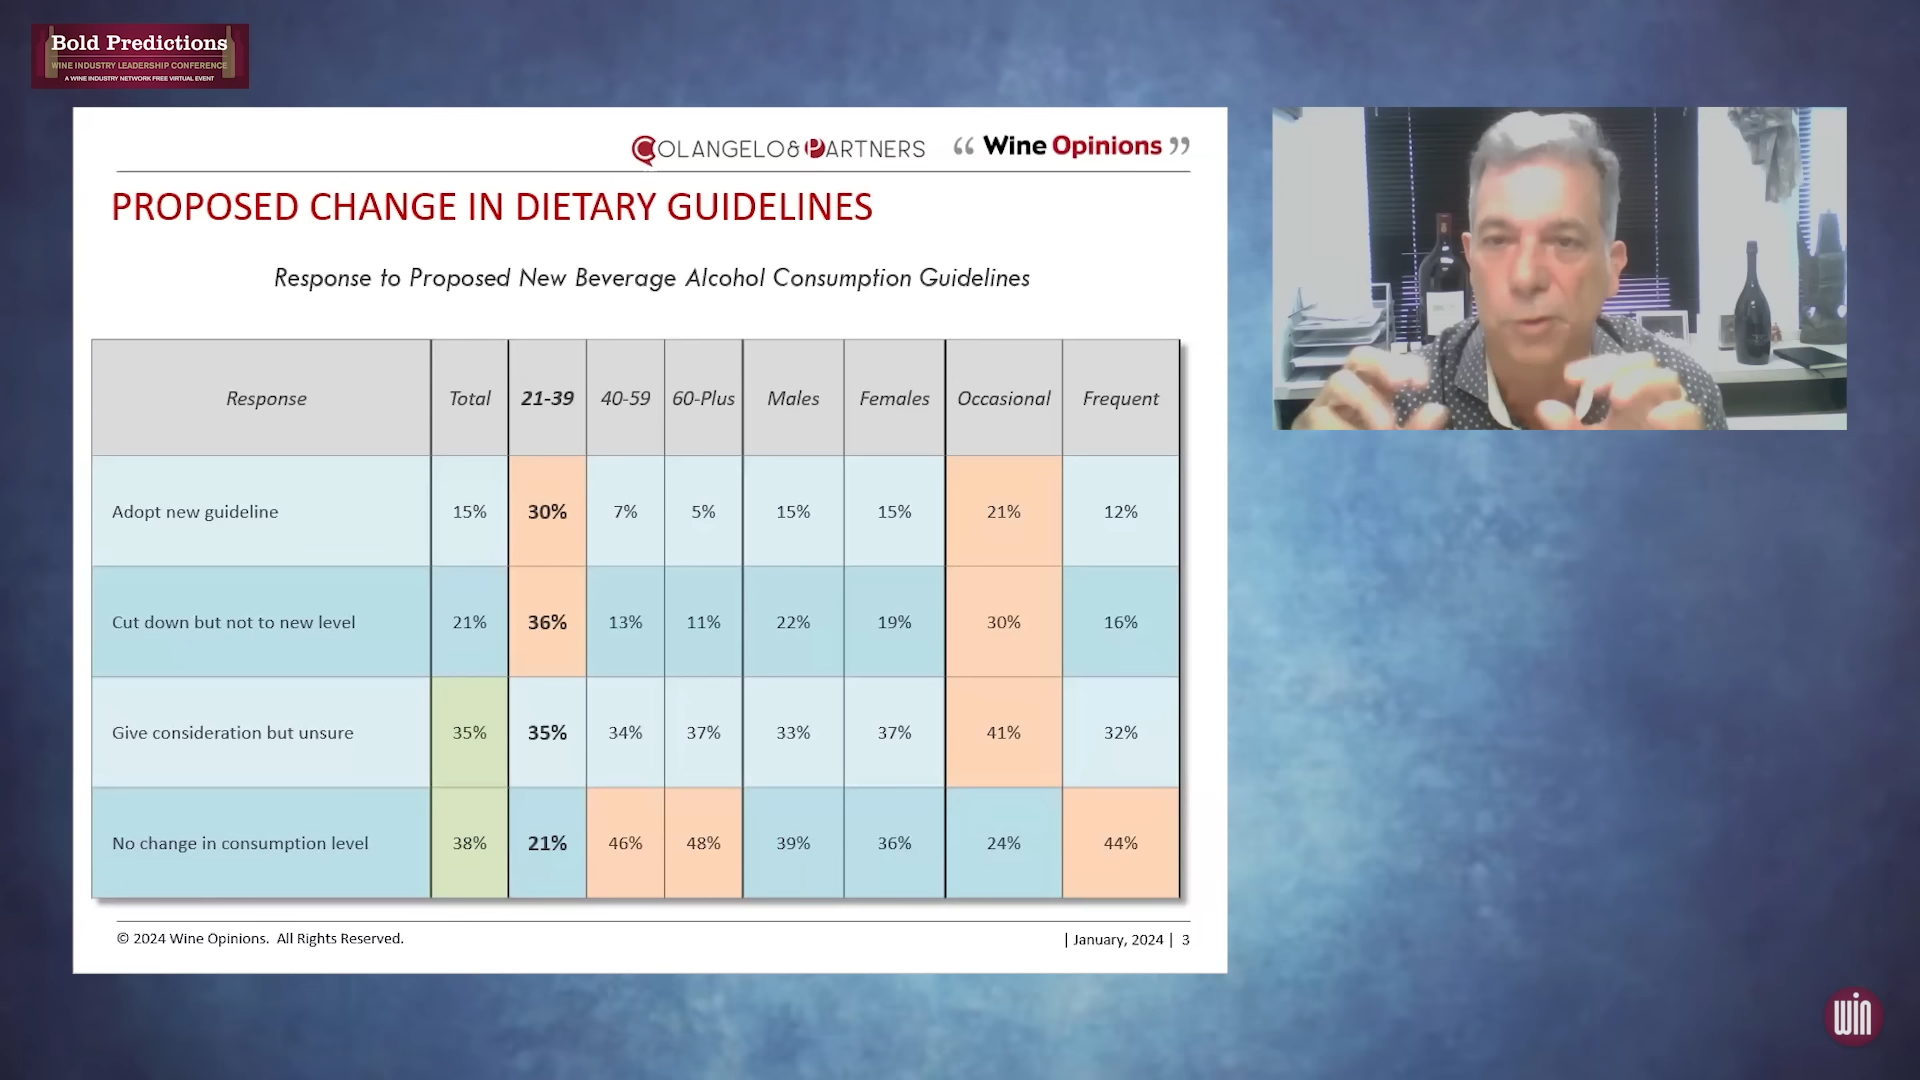 Bold Predictions
WINE INDUSTRY LEADERSHIP CONFERENCE
A WINE INDUSTRY NETWORK FREE VIRTUAL EVENT
COLANGELO & PARTNERS
“ Wine Opinions ”
PROPOSED CHANGE IN DIETARY GUIDELINES
Response to Proposed New Beverage Alcohol Consumption Guidelines
Response Total 21-39 40-59 60-Plus Males Females Occasional Frequent
Adopt new guideline 15% 30% 7% 5% 15% 15% 21% 12%
Cut down but not to new level 21% 36% 13% 11% 22% 19% 30% 16%
Give consideration but unsure 35% 35% 34% 37% 33% 37% 41% 32%
No change in consumption level 38% 21% 46% 48% 39% 36% 24% 44%
© 2024 Wine Opinions. All Rights Reserved.
| January, 2024 | 3
win